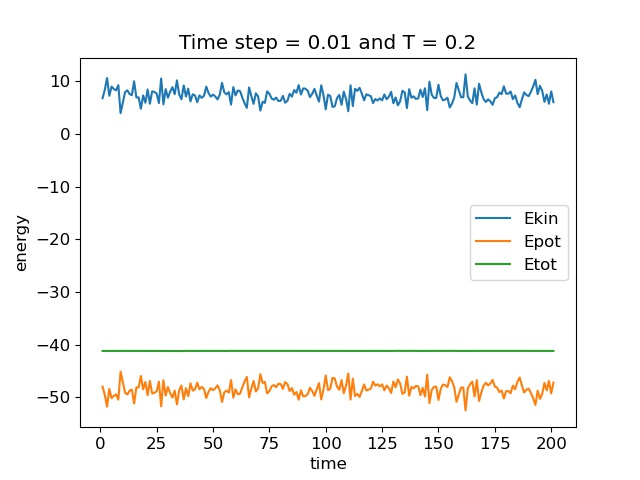 Time step = 0.01 and T = 0.2
energy
10
0
−10
−20
−30
−40
−50
Ekin
Epot
Etot
0 25 50 75 100 125 150 175 200
time